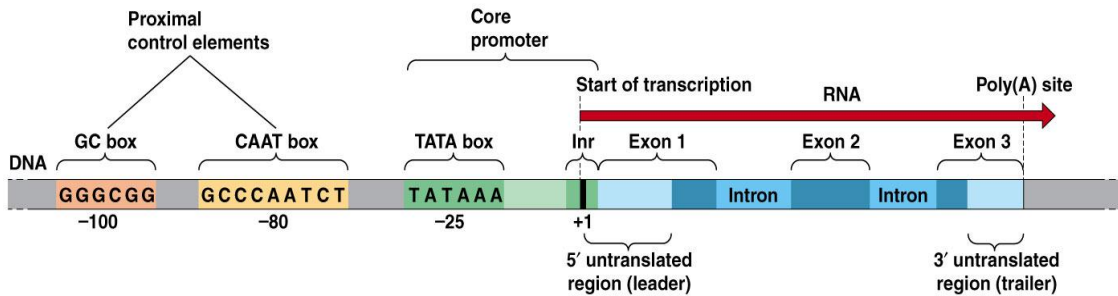 Proximal
control elements
Core
promoter
Start of transcription
RNA
Poly(A) site
DNA
GC box
CAAT box
TATA box
Inr
Exon 1
Exon 2
Exon 3
GGGCGG
GCCCAATCT
TATAAA
Intron
Intron
–100
–80
–25
+1
5′ untranslated
region (leader)
3′ untranslated
region (trailer)